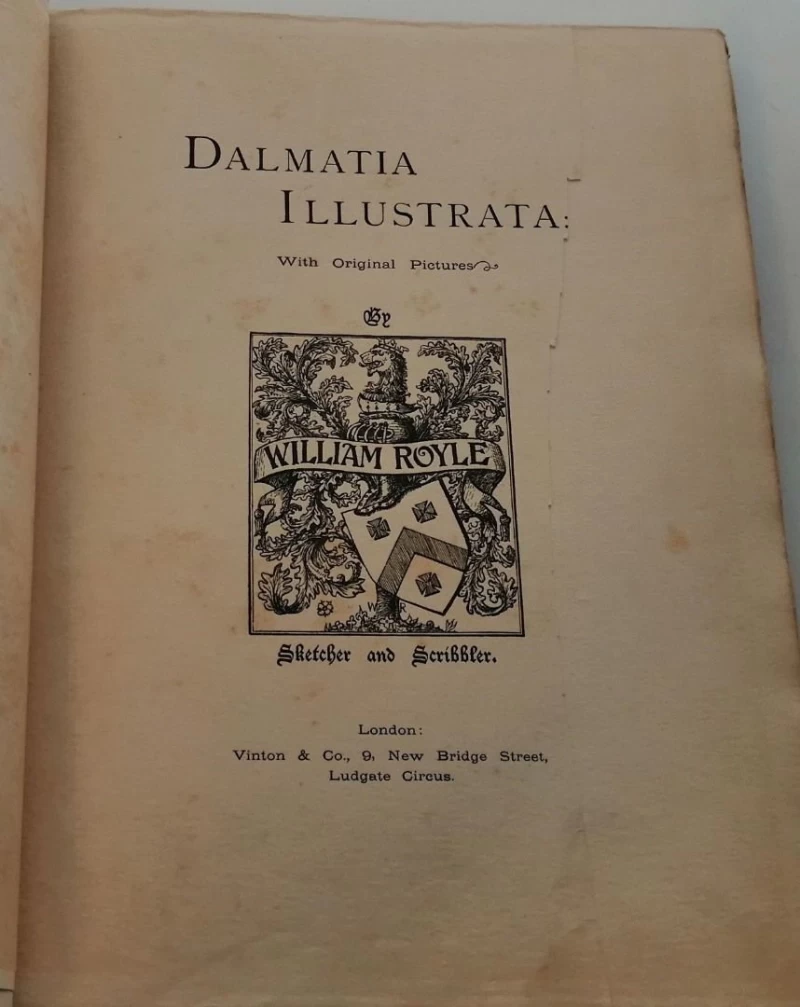 DALMATIA
ILLUSTRATA:
With Original Pictures
By
WILLIAM ROYLE
W R
Sketcher and Scribbler.
London:
Vinton & Co., 9, New Bridge Street,
Ludgate Circus.